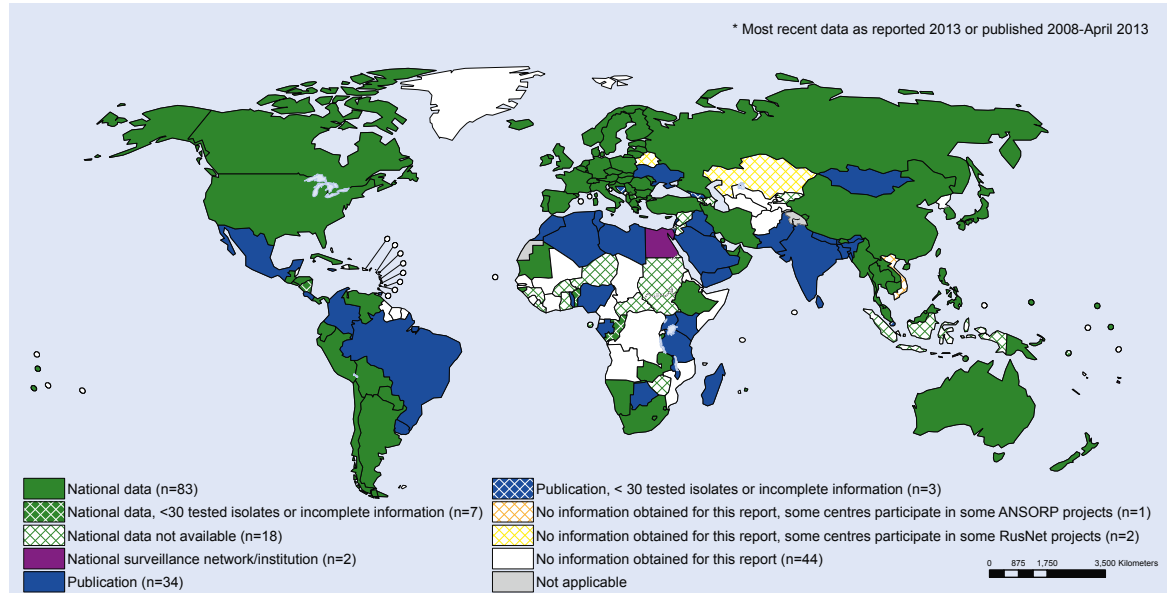 * Most recent data as reported 2013 or published 2008-April 2013
National data (n=83)
National data, <30 tested isolates or incomplete information (n=7)
National data not available (n=18)
National surveillance network/institution (n=2)
Publication (n=34)
Publication, < 30 tested isolates or incomplete information (n=3)
No information obtained for this report, some centres participate in some ANSORP projects (n=1)
No information obtained for this report, some centres participate in some RusNet projects (n=2)
No information obtained for this report (n=44)
Not applicable
0 875 1,750 3,500 Kilometers